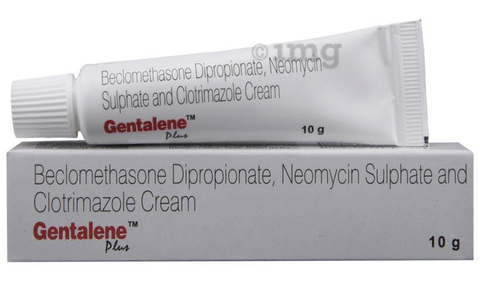 1mg
Beclomethasone Dipropionate, Neomycin
Sulphate and Clotrimazole Cream
Gentalene™
Plus
10 g
Beclomethasone Dipropionate, Neomycin Sulphate and
Clotrimazole Cream
Gentalene™
Plus
10 g